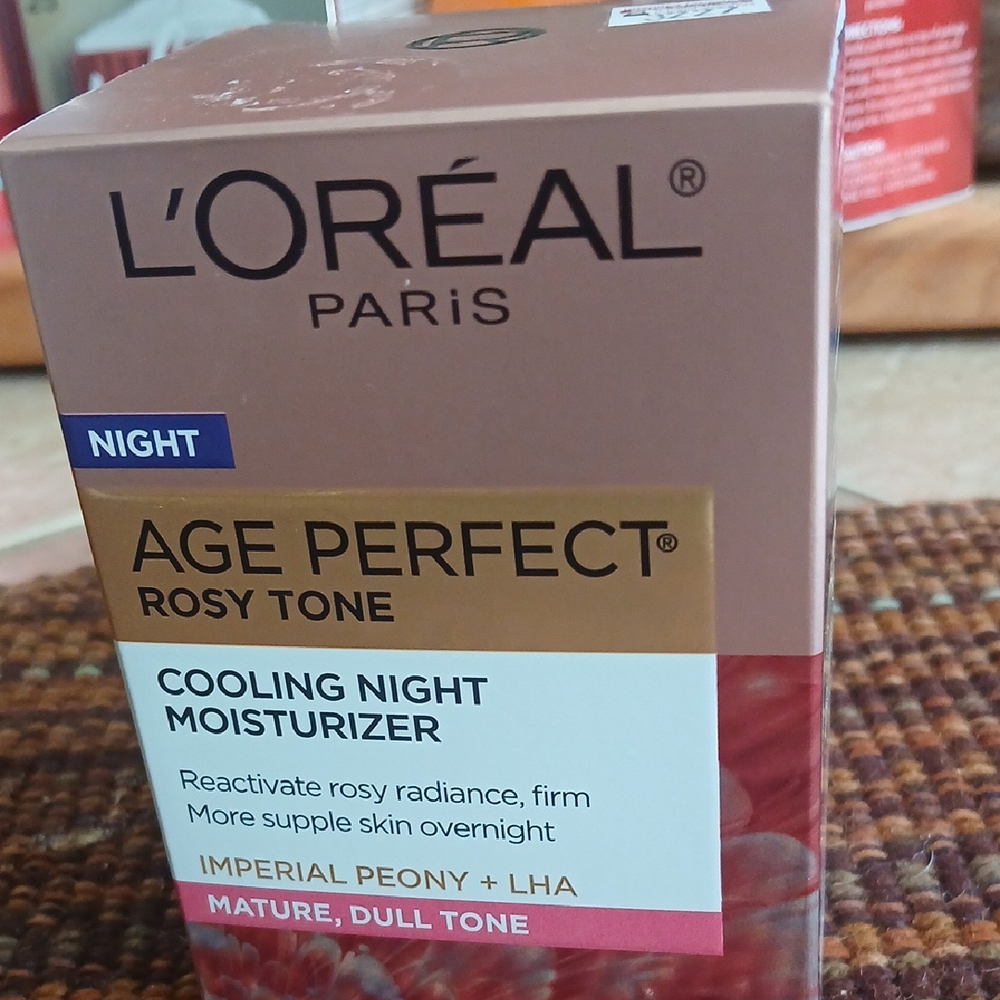 L'ORÉAL®
PARiS
NIGHT
AGE PERFECT®
ROSY TONE
COOLING NIGHT
MOISTURIZER
Reactivate rosy radiance, firm
More supple skin overnight
IMPERIAL PEONY + LHA
MATURE, DULL TONE